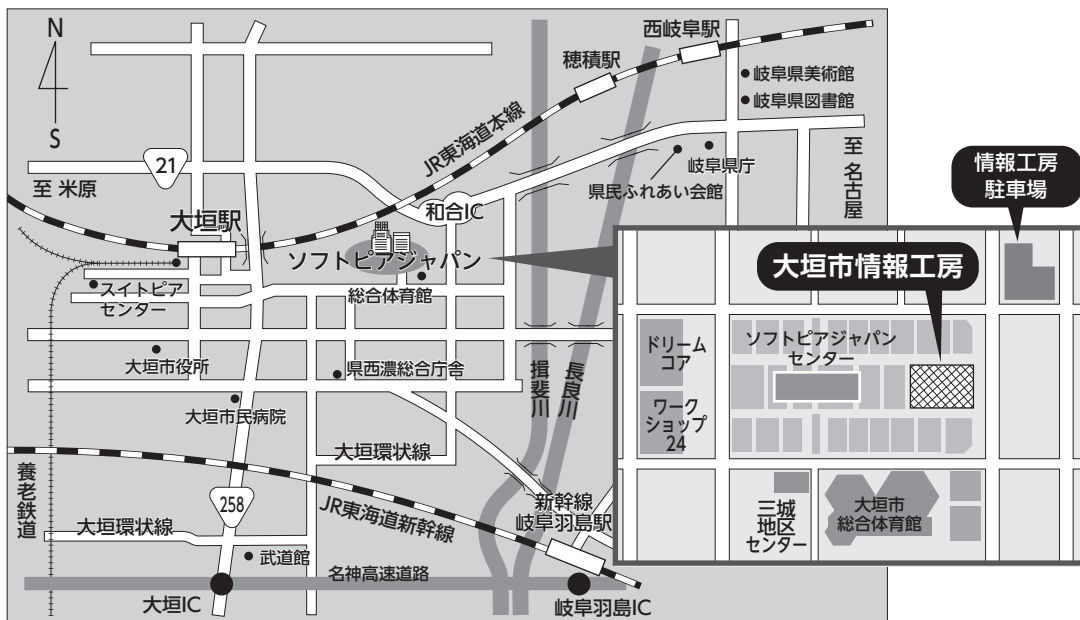 N
S
21
至 米原
大垣駅
スイトピア
センター
大垣市役所
大垣市民病院
養老鉄道
258
大垣環状線
武道館
大垣IC
名神高速道路
JR東海道新幹線
大垣環状線
県西濃総合庁舎
総合体育館
ソフトピアジャパン
和合IC
JR東海道本線
穂積駅
西岐阜駅
岐阜県美術館
岐阜県図書館
岐阜県庁
県民ふれあい会館
至 名古屋
揖斐川
長良川
新幹線
岐阜羽島駅
岐阜羽島IC
情報工房
駐車場
大垣市情報工房
ドリーム
コア
ワーク
ショップ
24
ソフトピアジャパン
センター
三城
地区
センター
大垣市
総合体育館